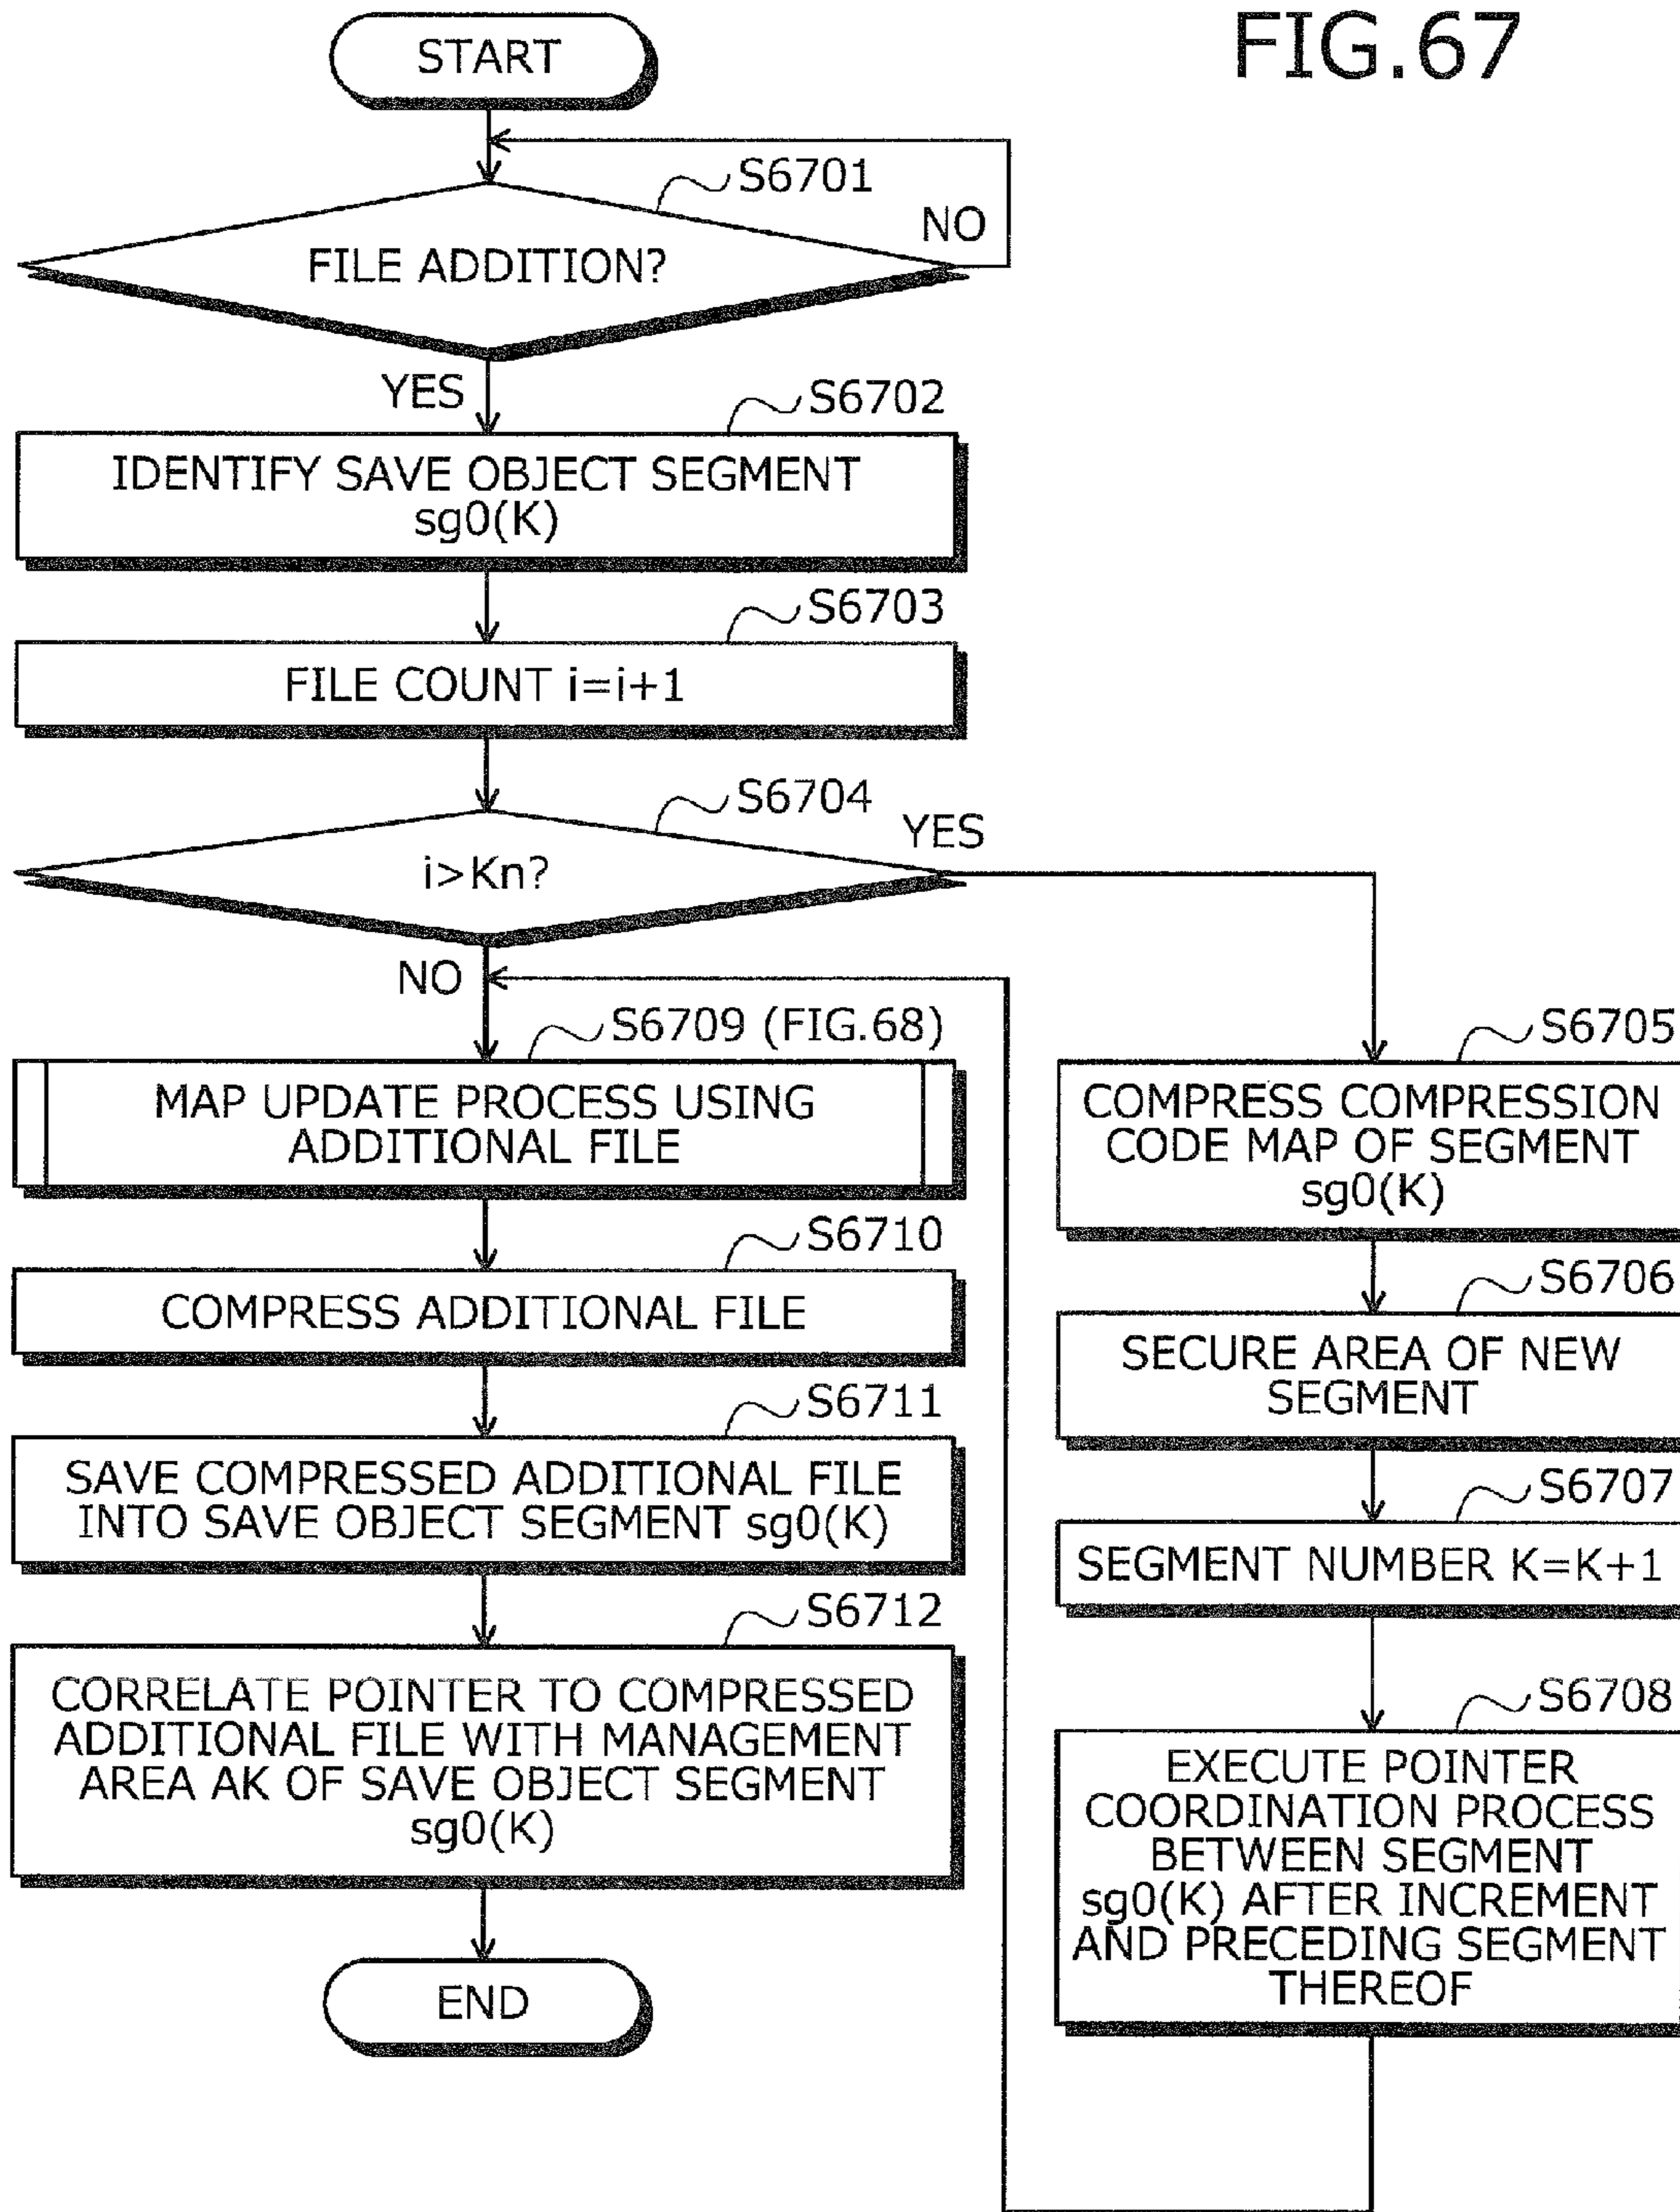 FIG.67
START
S6701
NO
FILE ADDITION?
YES
S6702
IDENTIFY SAVE OBJECT SEGMENT
sg0(K)
S6703
FILE COUNT i=i+1
S6704
YES
i>Kn?
NO
S6709 (FIG.68)
MAP UPDATE PROCESS USING
ADDITIONAL FILE
S6710
COMPRESS ADDITIONAL FILE
S6711
SAVE COMPRESSED ADDITIONAL FILE
INTO SAVE OBJECT SEGMENT sg0(K)
S6712
CORRELATE POINTER TO COMPRESSED
ADDITIONAL FILE WITH MANAGEMENT
AREA AK OF SAVE OBJECT SEGMENT
sg0(K)
END
S6705
COMPRESS COMPRESSION
CODE MAP OF SEGMENT
sg0(K)
S6706
SECURE AREA OF NEW
SEGMENT
S6707
SEGMENT NUMBER K=K+1
S6708
EXECUTE POINTER
COORDINATION PROCESS
BETWEEN SEGMENT
sg0(K) AFTER INCREMENT
AND PRECEDING SEGMENT
THEREOF